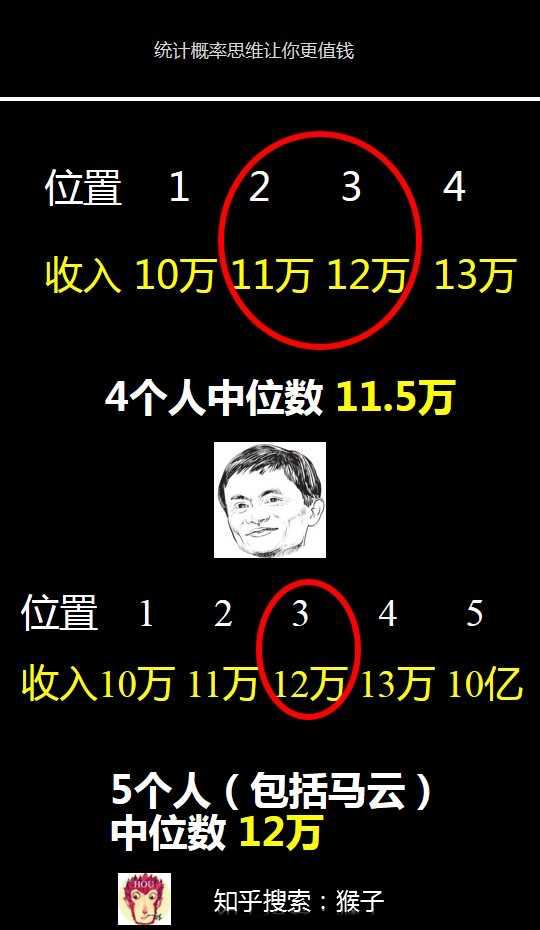 统计概率思维让你更值钱
位置 1 2 3 4
收入 10万 11万 12万 13万
4个人中位数 11.5万
位置 1 2 3 4 5
收入10万 11万 12万 13万 10亿
5个人（包括马云）
中位数 12万
HOU
知乎搜索：猴子